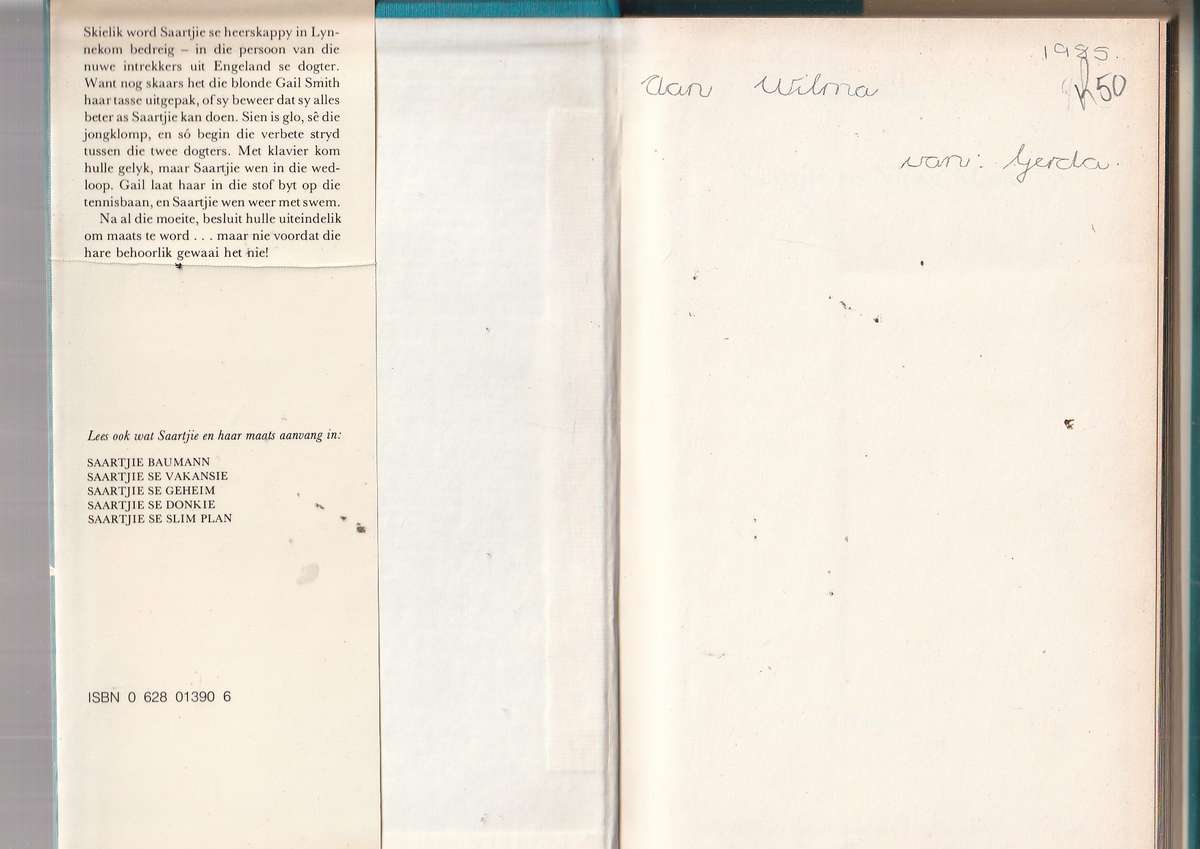 Skielik word Saartjie se heerskappy in Lyn-
nekom bedreig – in die persoon van die
nuwe intrekkers uit Engeland se dogter.
Want nog skaars het die blonde Gail Smith
haar tasse uitgepak, of sy beweer dat sy alles
beter as Saartjie kan doen. Sien is glo, sê die
jongklomp, en só begin die verbete stryd
tussen die twee dogters. Met klavier kom
hulle gelyk, maar Saartjie wen in die wed-
loop. Gail laat haar in die stof byt op die
tennisbaan, en Saartjie wen weer met swem.
Na al die moeite, besluit hulle uiteindelik
om maats te word . . . maar nie voordat die
hare behoorlik gewaai het nie!
Lees ook wat Saartjie en haar maats aanvang in:
SAARTJIE BAUMANN
SAARTJIE SE VAKANSIE
SAARTJIE SE GEHEIM
SAARTJIE SE DONKIE
SAARTJIE SE SLIM PLAN
ISBN 0 628 01390 6
1985.
Aan Wilma
R50
van: Gerda.